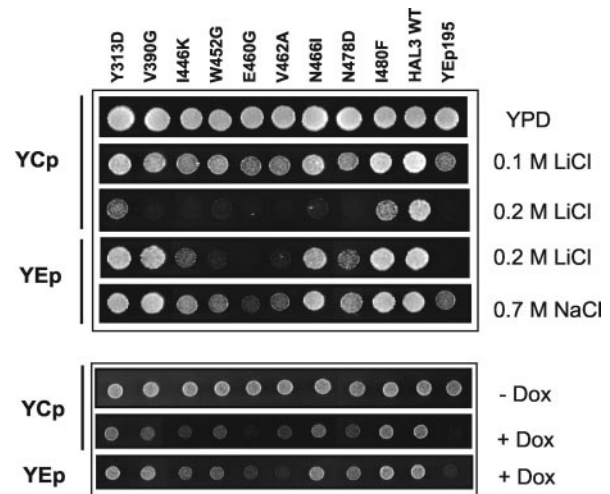 Y313D V390G I446K W452G E460G V462A N466I N478D I480F HAL3 WT YEp195
YPD
YCp 0.1 M LiCl
0.2 M LiCl
YEp 0.2 M LiCl
0.7 M NaCl
YCp - Dox
+ Dox
YEp + Dox